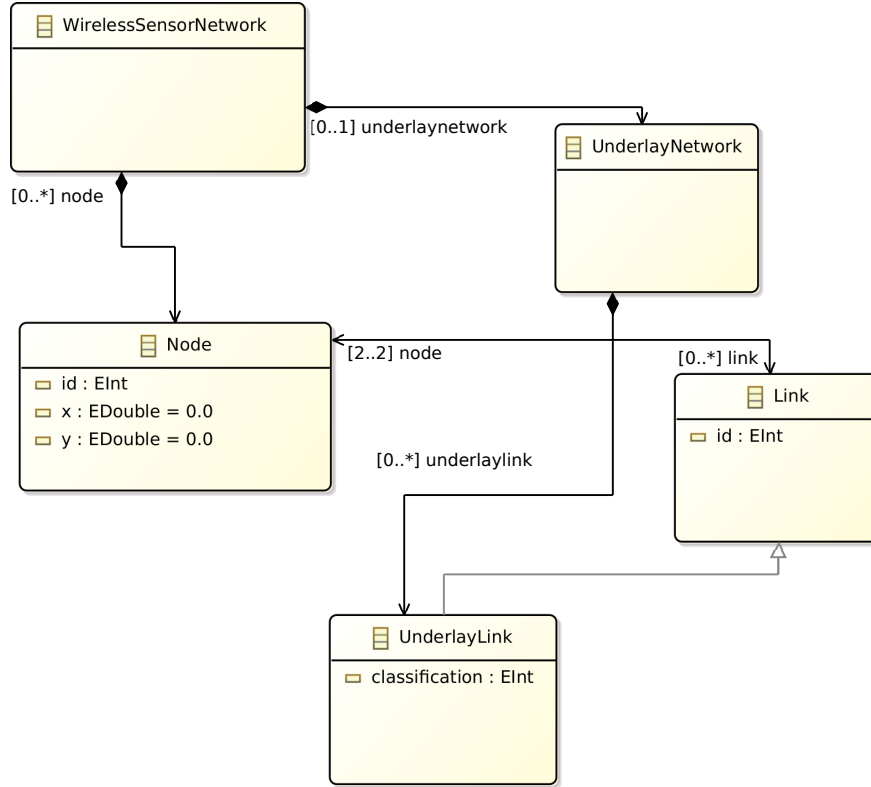 WirelessSensorNetwork
[0..1] underlaynetwork
UnderlayNetwork
[0..*] node
Node
id : EInt
x : EDouble = 0.0
y : EDouble = 0.0
[2..2] node
[0..*] link
Link
id : EInt
[0..*] underlaylink
UnderlayLink
classification : EInt